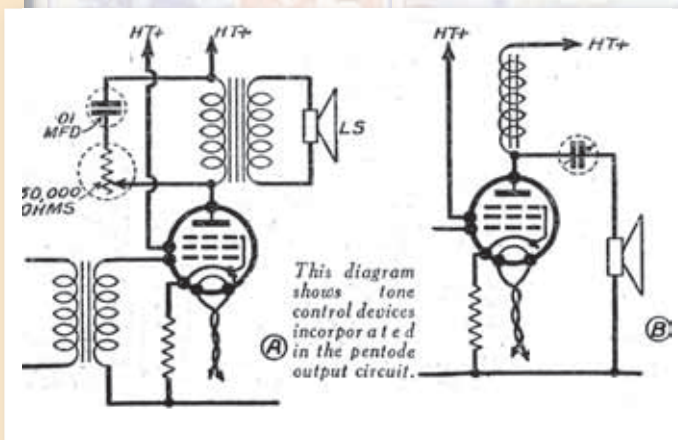 HT+
HT+
.01
MFD
50,000
OHMS
LS
A
This diagram
shows tone
control devices
incorporated
in the pentode
output circuit.
HT+
HT+
B